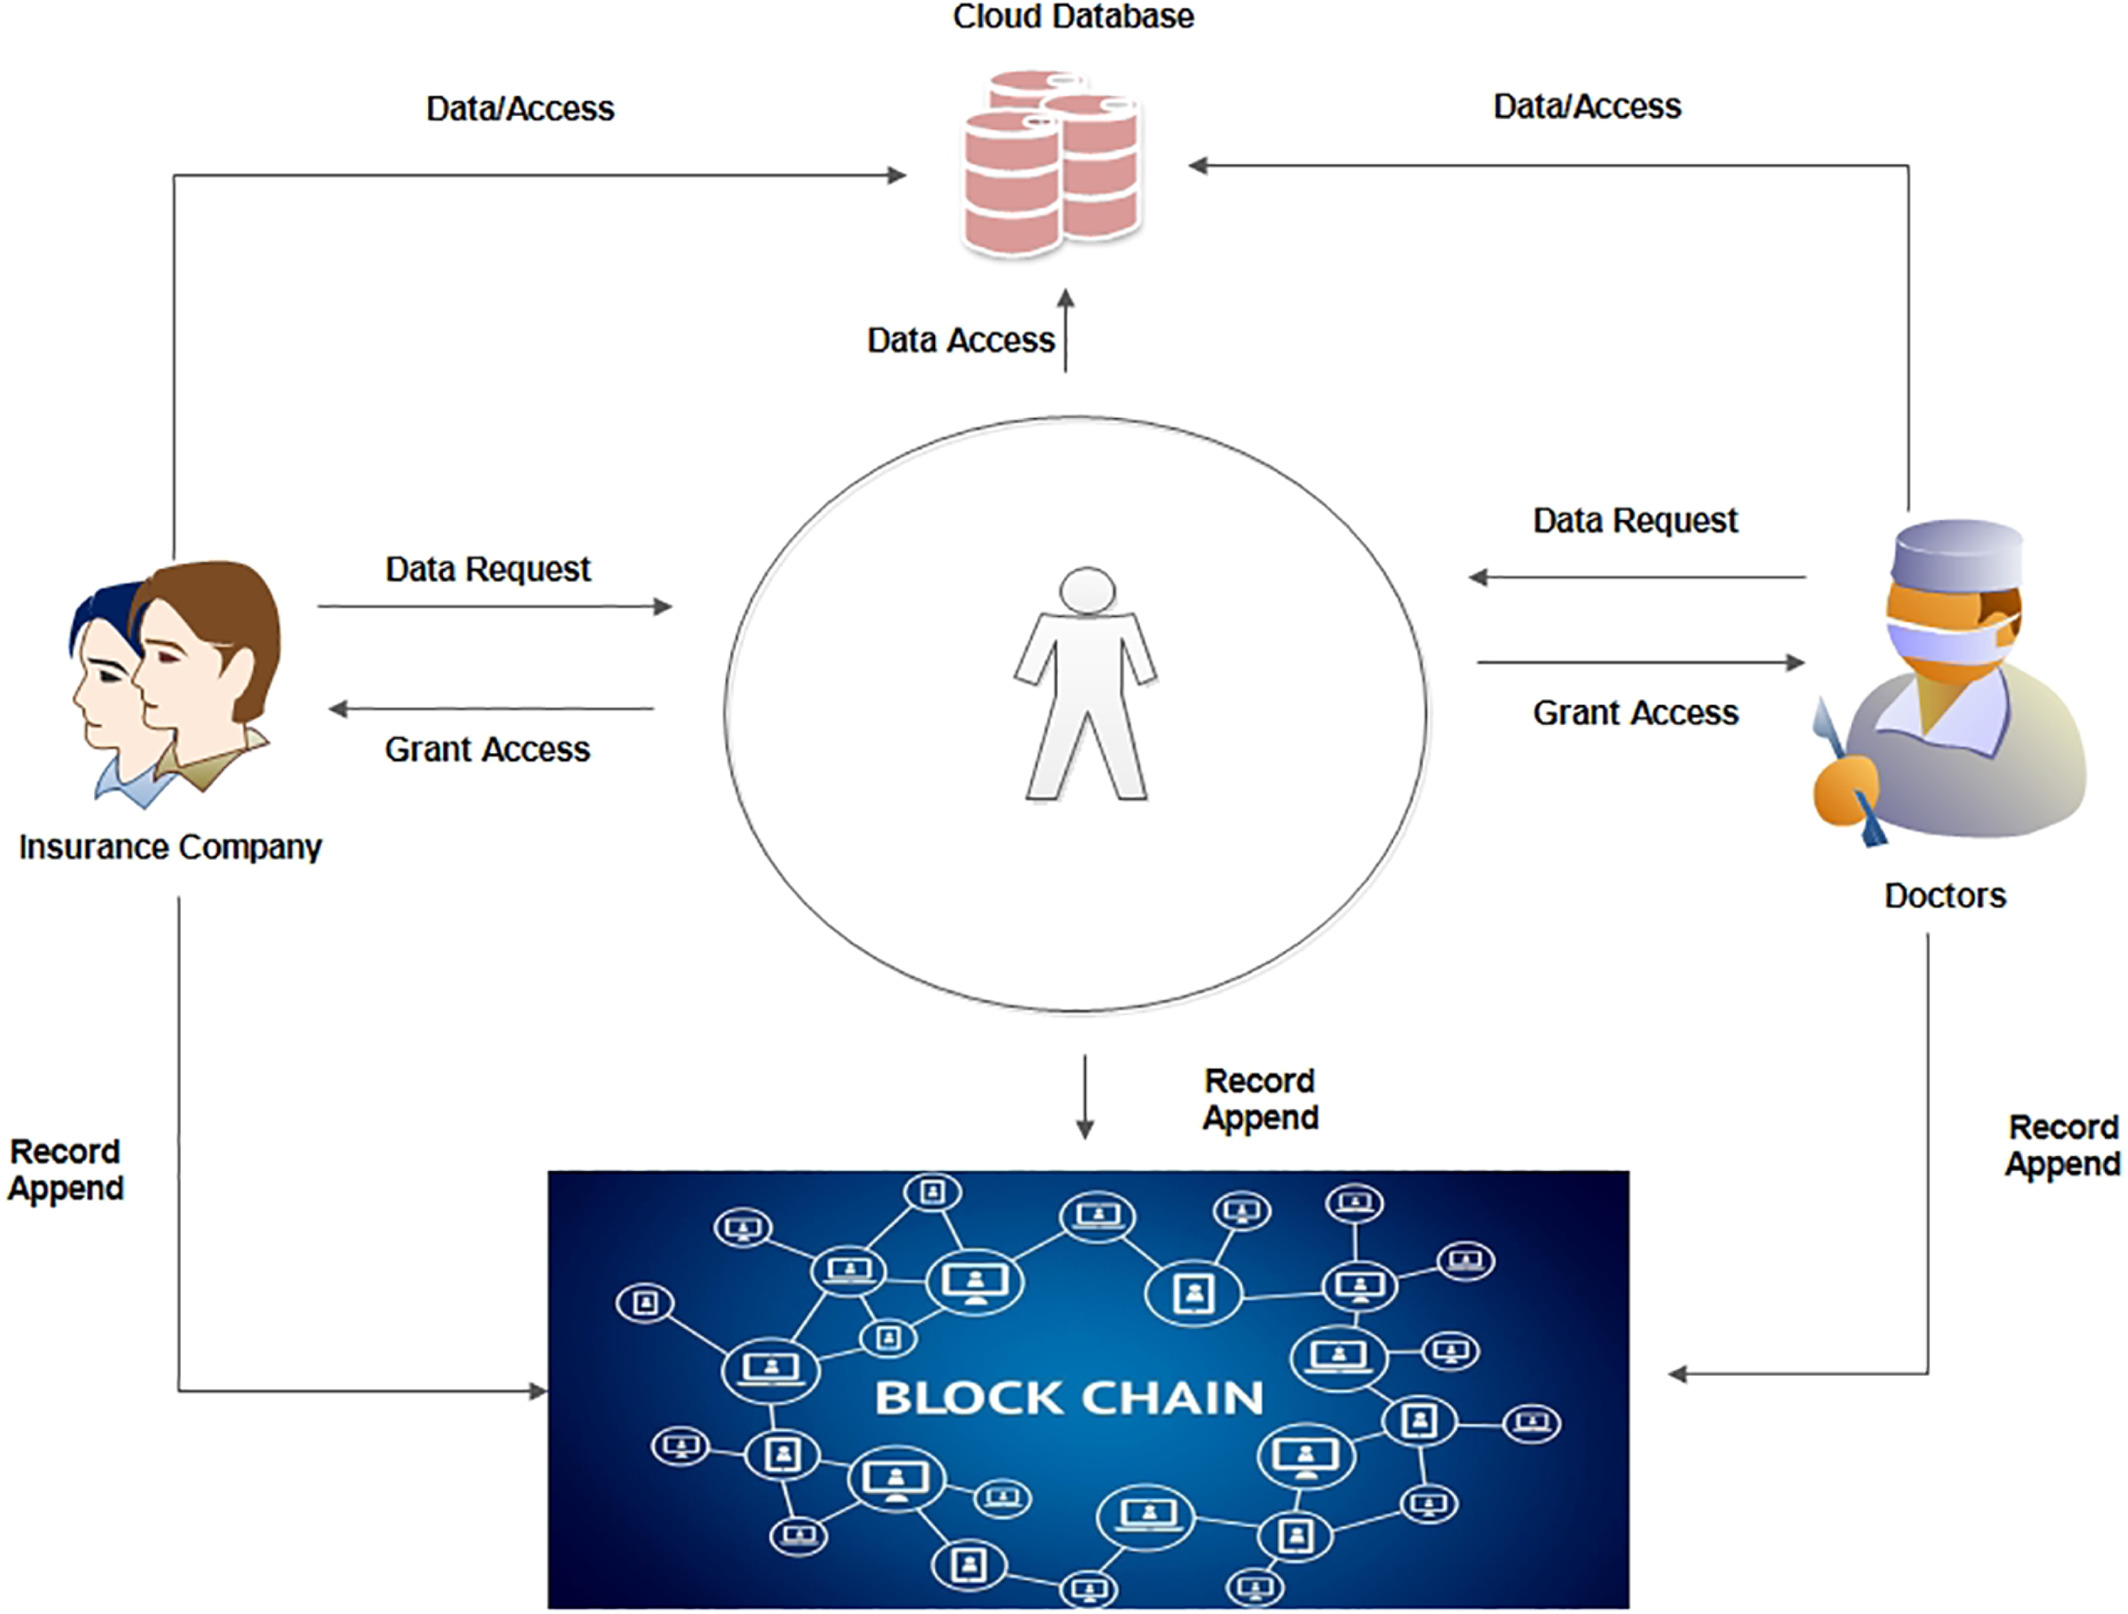 Cloud Database
Data/Access
Data/Access
Data Access
Data Request
Data Request
Grant Access
Grant Access
Insurance Company
Doctors
Record
Append
Record
Append
Record
Append
BLOCK CHAIN